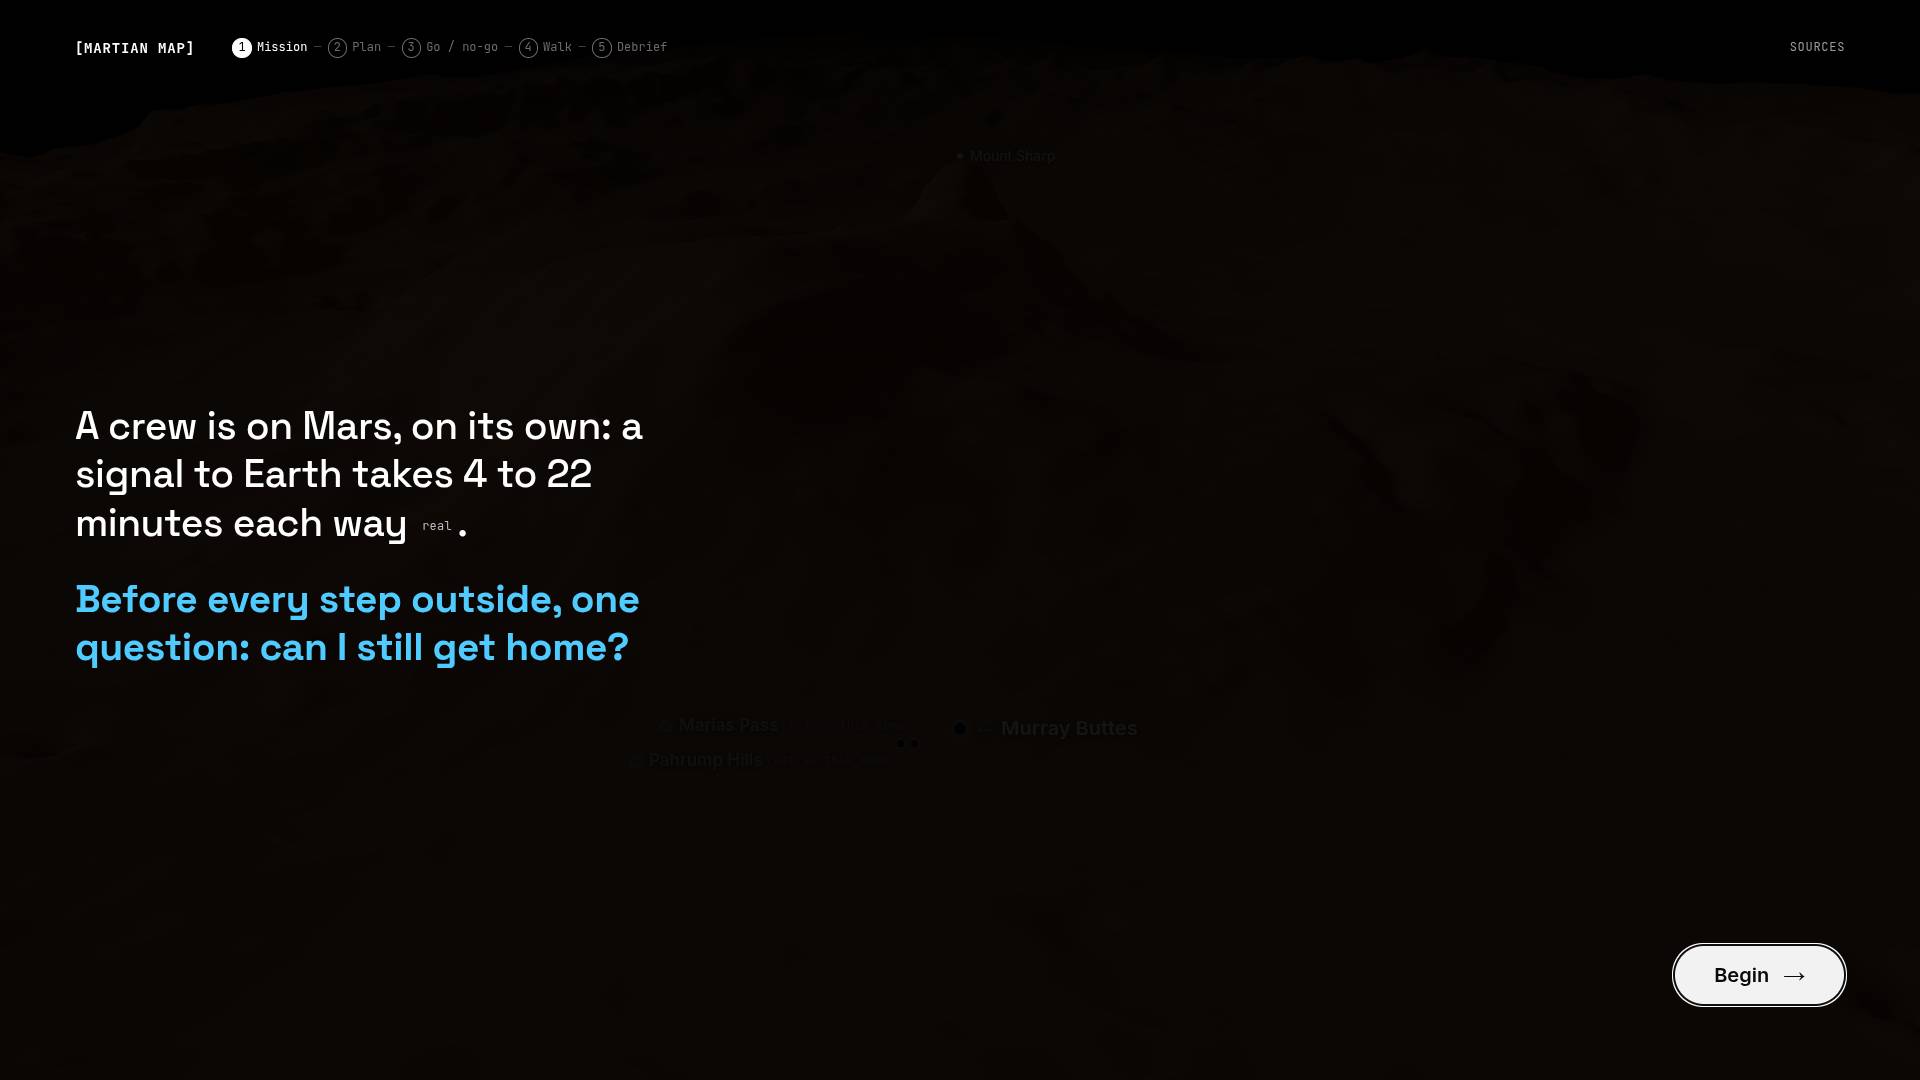 [MARTIAN MAP] 1 Mission — 2 Plan — 3 Go / no-go — 4 Walk — 5 Debrief SOURCES
Mount Sharp
A crew is on Mars, on its own: a
signal to Earth takes 4 to 22
minutes each way real.
Before every step outside, one
question: can I still get home?
Marias Pass
Murray Buttes
Pahrump Hills
Begin →